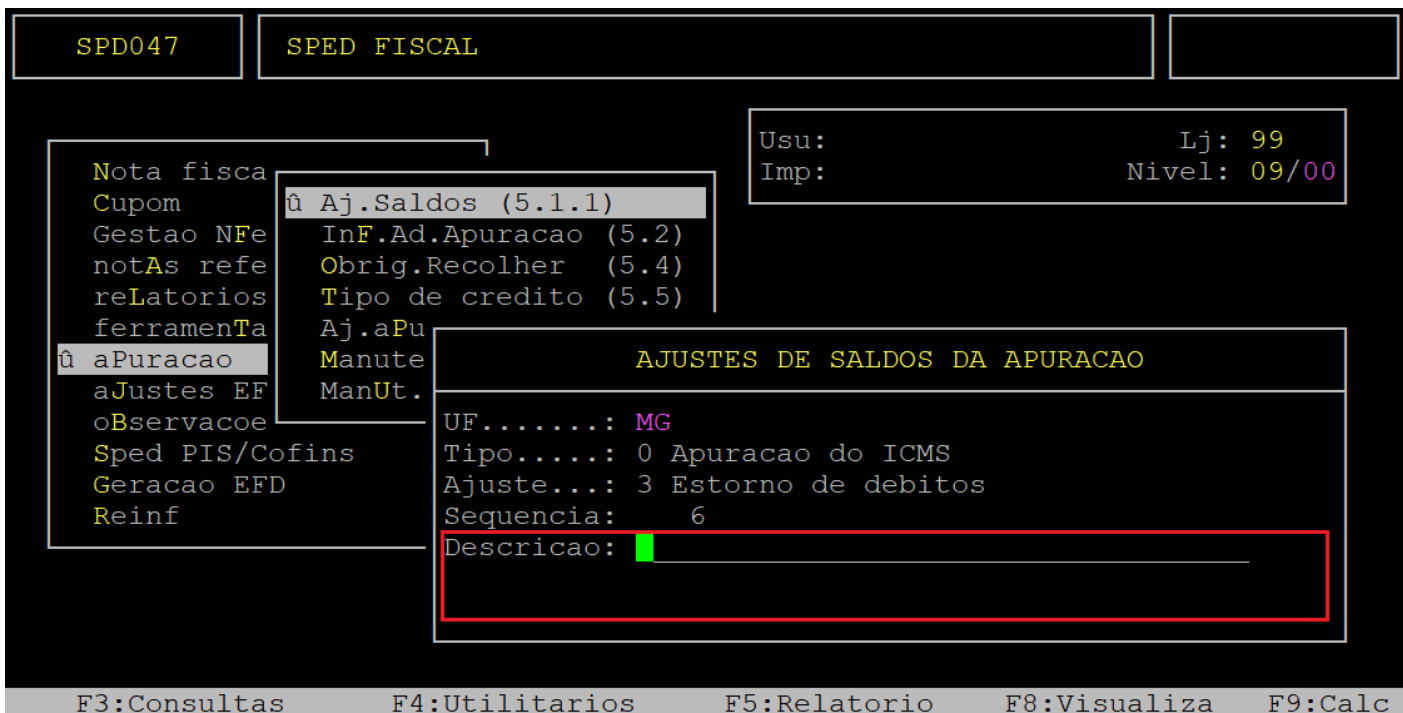 SPD047 SPED FISCAL
Usu: Lj: 99
Imp: Nivel: 09/00
Nota fisca
Cupom
Gestao NFe
notAs refe
reLatorios
ferramenTa
û aPuracao
aJustes EF
oBservacoe
Sped PIS/Cofins
Geracao EFD
Reinf
û Aj.Saldos (5.1.1)
InF.Ad.Apuracao (5.2)
Obrig.Recolher (5.4)
Tipo de credito (5.5)
Aj.aPu
Manute
ManUt.
AJUSTES DE SALDOS DA APURACAO
UF.......: MG
Tipo.....: 0 Apuracao do ICMS
Ajuste...: 3 Estorno de debitos
Sequencia: 6
Descricao:
F3:Consultas F4:Utilitarios F5:Relatorio F8:Visualiza F9:Calc